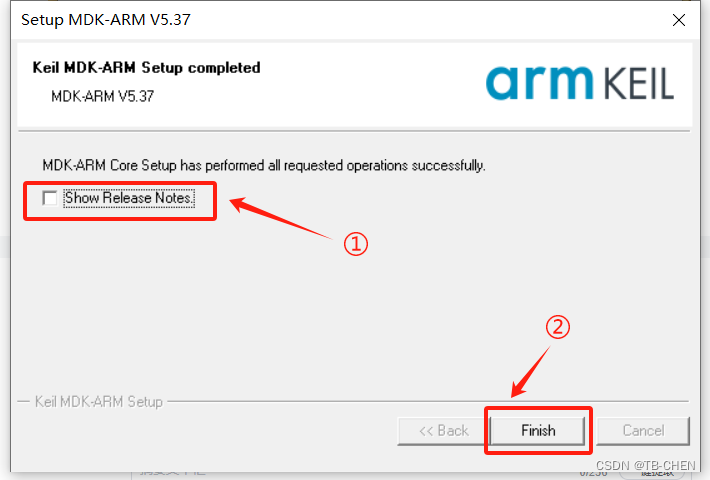 Setup MDK-ARM V5.37
Keil MDK-ARM Setup completed
MDK-ARM V5.37
arm KEIL
MDK-ARM Core Setup has performed all requested operations successfully.
Show Release Notes.
①
②
Keil MDK-ARM Setup
<< Back
Finish
Cancel
CSDN @TB-CHEN